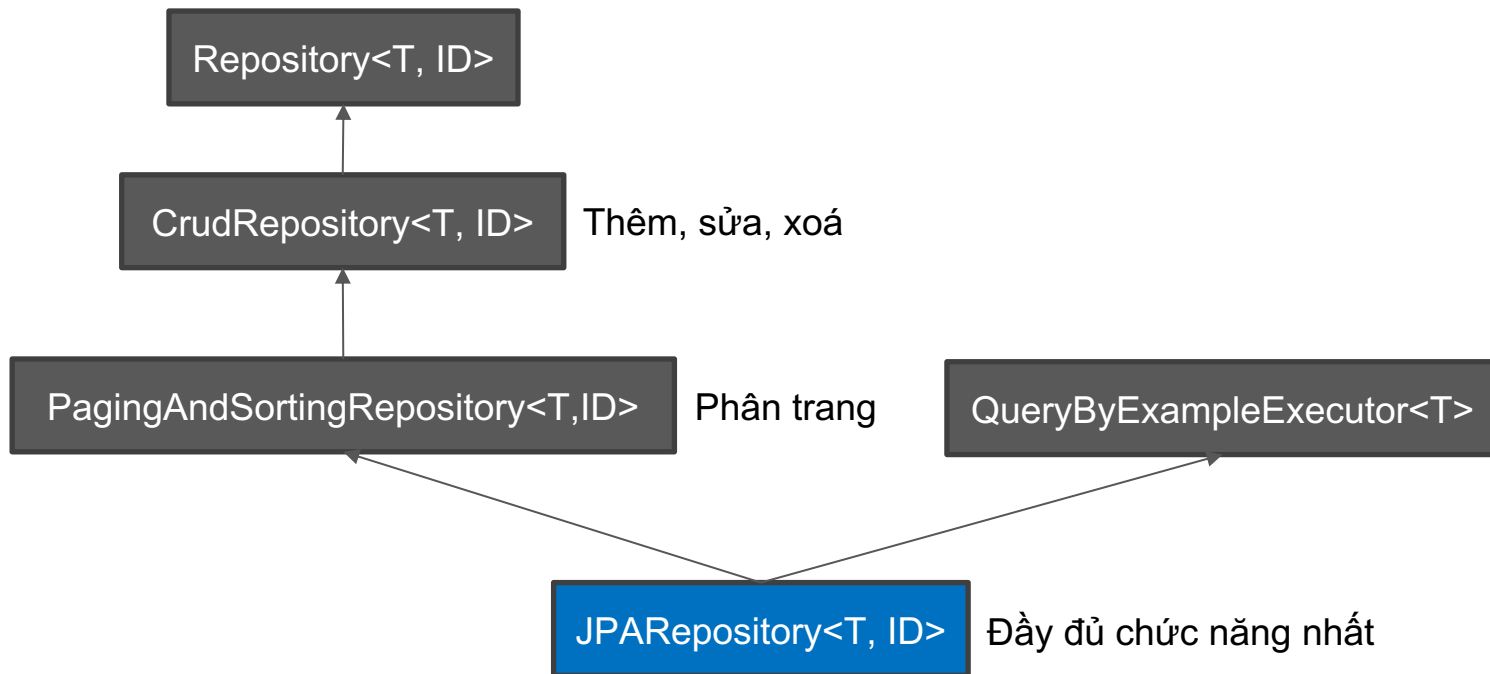 Repository<T, ID>
CrudRepository<T, ID>
Thêm, sửa, xoá
PagingAndSortingRepository<T,ID>
Phân trang
QueryByExampleExecutor<T>
JPARepository<T, ID>
Đầy đủ chức năng nhất